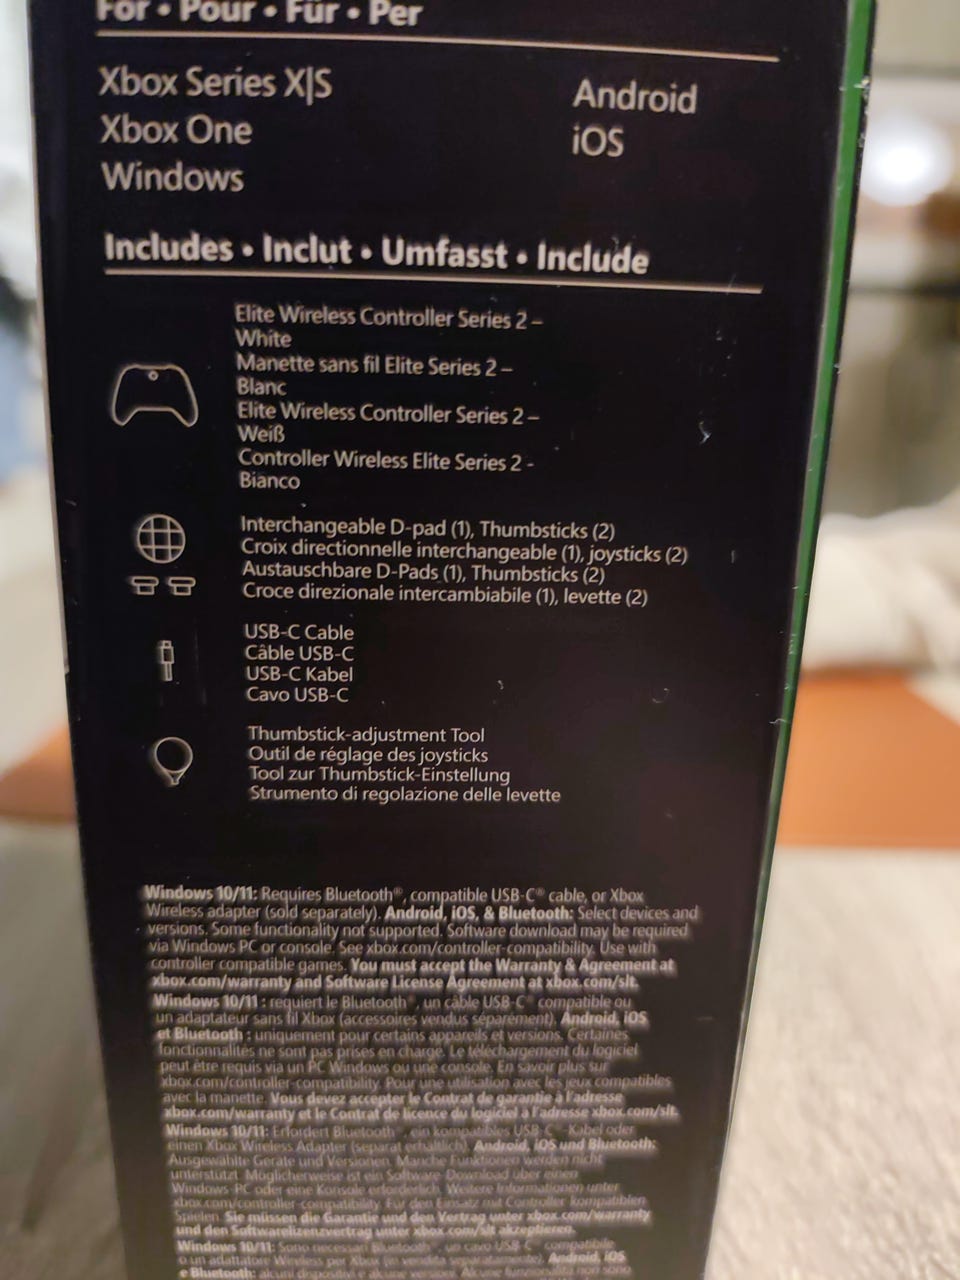 For • Pour • Für • Per
Xbox Series X|S
Xbox One
Windows
Android
iOS
Includes • Inclut • Umfasst • Include
Elite Wireless Controller Series 2 –
White
Manette sans fil Elite Series 2 –
Blanc
Elite Wireless Controller Series 2 –
Weiß
Controller Wireless Elite Series 2 -
Bianco
Interchangeable D-pad (1), Thumbsticks (2)
Croix directionnelle interchangeable (1), joysticks (2)
Austauschbare D-Pads (1), Thumbsticks (2)
Croce direzionale intercambiabile (1), levette (2)
USB-C Cable
Câble USB-C
USB-C Kabel
Cavo USB-C
Thumbstick-adjustment Tool
Outil de réglage des joysticks
Tool zur Thumbstick-Einstellung
Strumento di regolazione delle levette
Windows 10/11: Requires Bluetooth®, compatible USB-C® cable, or Xbox
Wireless adapter (sold separately). Android, iOS, & Bluetooth: Select devices and
versions. Some functionality not supported. Software download may be required
via Windows PC or console. See xbox.com/controller-compatibility. Use with
controller compatible games. You must accept the Warranty & Agreement at
xbox.com/warranty and Software License Agreement at xbox.com/slt.
Windows 10/11 : requiert le Bluetooth®, un câble USB-C® compatible ou
un adaptateur sans fil Xbox (accessoires vendus séparément). Android, iOS
et Bluetooth : uniquement pour certains appareils et versions. Certaines
fonctionnalités ne sont pas prises en charge. Le téléchargement du logiciel
peut être requis via un PC Windows ou une console. En savoir plus sur
xbox.com/controller-compatibility. Pour une utilisation avec les jeux compatibles
avec la manette. Vous devez accepter le Contrat de garantie à l'adresse
xbox.com/warranty et le Contrat de licence du logiciel à l'adresse xbox.com/slt.
Windows 10/11: Erfordert Bluetooth®, ein kompatibles USB-C®-Kabel oder
einen Xbox Wireless Adapter (separat erhältlich). Android, iOS und Bluetooth:
Ausgewählte Geräte und Versionen. Manche Funktionen werden nicht
unterstützt. Möglicherweise ist ein Software-Download über einen
Windows-PC oder eine Konsole erforderlich. Weitere Informationen unter
xbox.com/controller-compatibility. Für den Einsatz mit Controller kompatiblen
Spielen. Sie müssen die Garantie und den Vertrag unter xbox.com/warranty
und den Softwarelizenzvertrag unter xbox.com/slt akzeptieren.
Windows 10/11: Sono necessari Bluetooth®, un cavo USB-C® compatibile
o un adattatore Wireless per Xbox (in vendita separatamente). Android, iOS
e Bluetooth: alcuni dispositivi e alcune versioni. Alcune funzionalità non sono